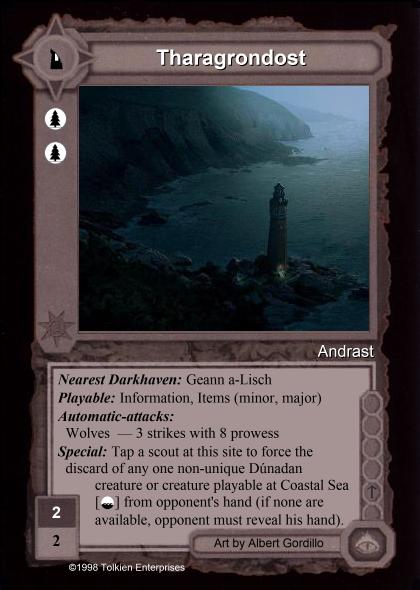 Tharagrondost
Andrast
Nearest Darkhaven: Geann a-Lisch
Playable: Information, Items (minor, major)
Automatic-attacks:
Wolves — 3 strikes with 8 prowess
Special: Tap a scout at this site to force the
discard of any one non-unique Dúnadan
creature or creature playable at Coastal Sea
[ ] from opponent's hand (if none are
available, opponent must reveal his hand).
2
2
Art by Albert Gordillo
©1998 Tolkien Enterprises